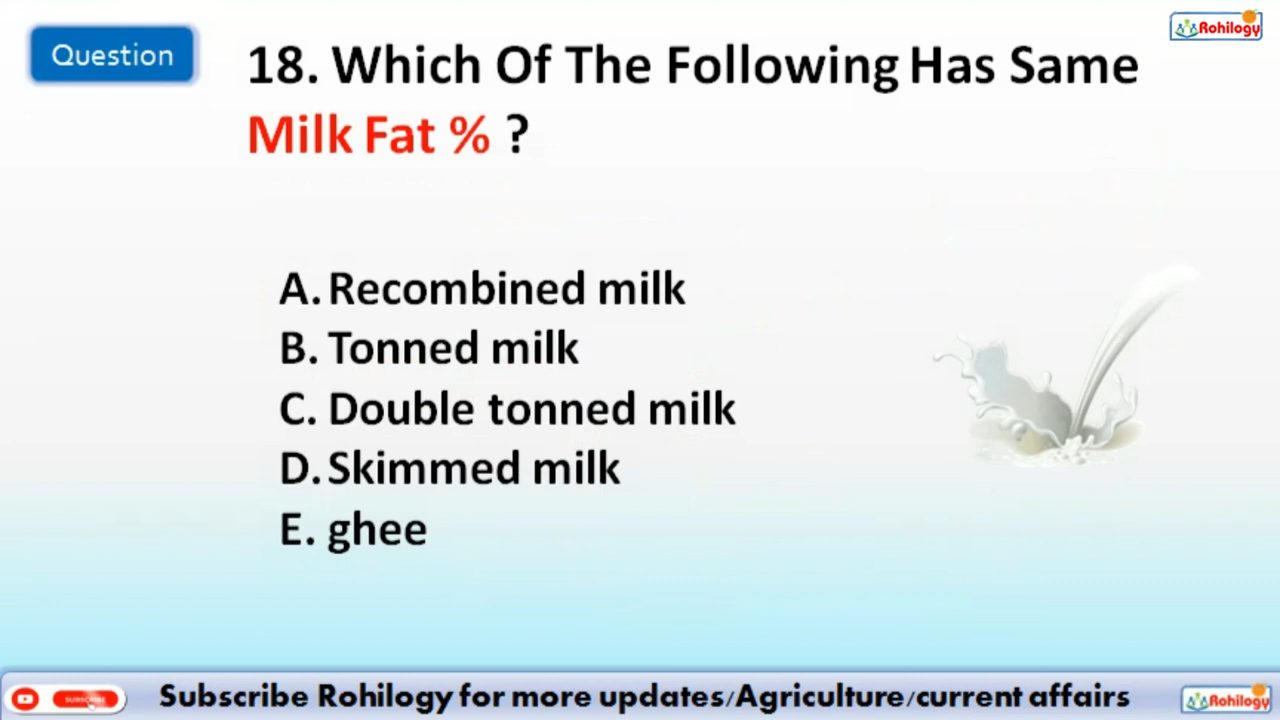 Question
Rohilogy
18. Which Of The Following Has Same
Milk Fat % ?
A. Recombined milk
B. Tonned milk
C. Double tonned milk
D. Skimmed milk
E. ghee
SUBSCRIBE
Subscribe Rohilogy for more updates/Agriculture/current affairs
Rohilogy